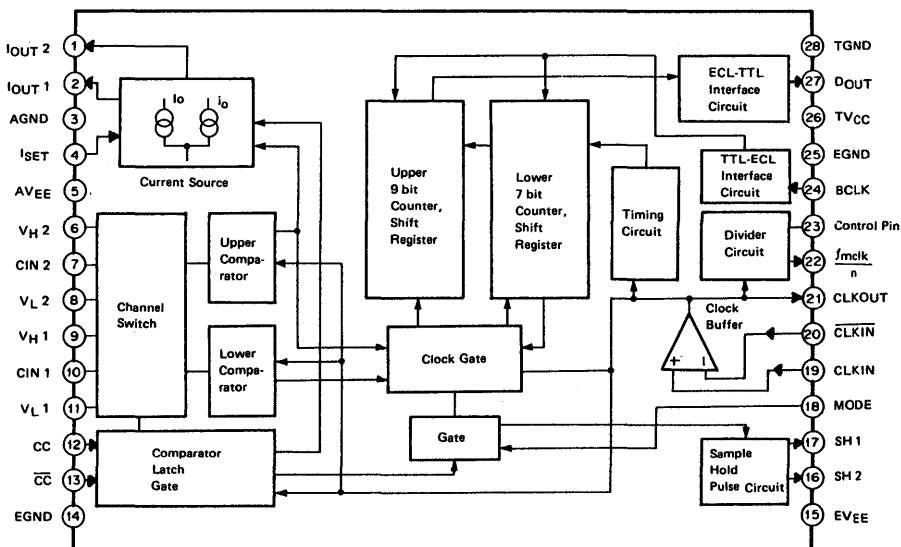 IOUT 2
1
IOUT 1
2
AGND
3
ISET
4
AVEE
5
VH 2
6
CIN 2
7
VL 2
8
VH 1
9
CIN 1
10
VL 1
11
CC
12
CC
13
EGND
14
Io
io
Current Source
Channel
Switch
Upper
Compa-
rator
Lower
Compa-
rator
Comparator
Latch
Gate
Upper
9 bit
Counter,
Shift
Register
Lower
7 bit
Counter,
Shift
Register
Timing
Circuit
ECL-TTL
Interface
Circuit
TTL-ECL
Interface
Circuit
Divider
Circuit
Clock
Buffer
+
−
Clock Gate
Gate
Sample
Hold
Pulse Circuit
28
TGND
27
DOUT
26
TVCC
25
EGND
24
BCLK
23
Control Pin
22
fmclk
n
21
CLKOUT
20
CLKIN
19
CLKIN
18
MODE
17
SH 1
16
SH 2
15
EVEE